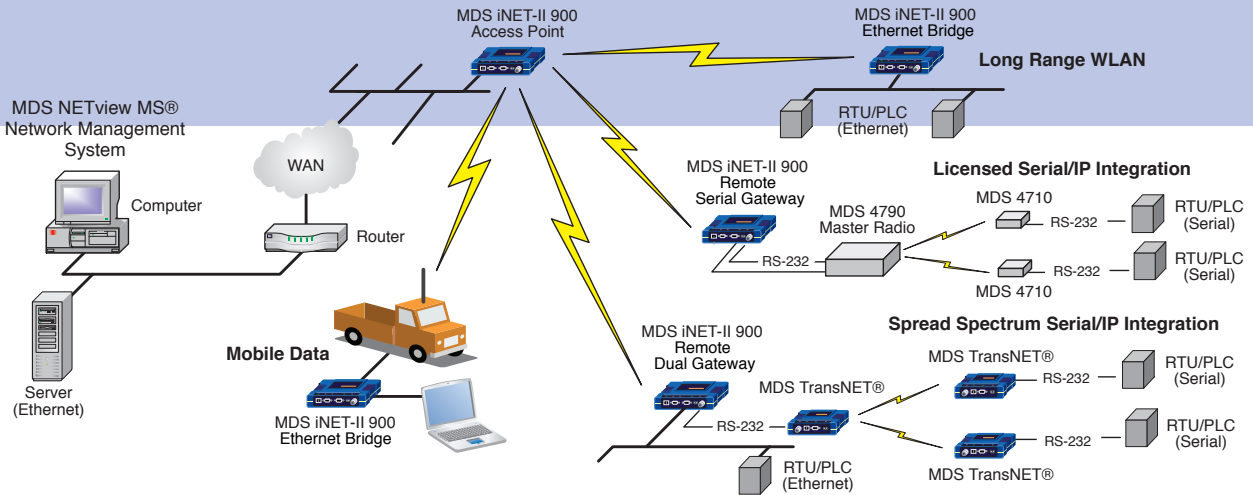 MDS iNET-II 900
Access Point
MDS iNET-II 900
Ethernet Bridge
Long Range WLAN
RTU/PLC
(Ethernet)
MDS NETview MS®
Network Management
System
Computer
WAN
Router
Server
(Ethernet)
Mobile Data
MDS iNET-II 900
Ethernet Bridge
MDS iNET-II 900
Remote
Serial Gateway
Licensed Serial/IP Integration
MDS 4790
Master Radio
RS-232
MDS 4710
RS-232
RTU/PLC
(Serial)
MDS 4710
RS-232
RTU/PLC
(Serial)
Spread Spectrum Serial/IP Integration
MDS iNET-II 900
Remote
Dual Gateway
RS-232
MDS TransNET®
MDS TransNET®
RS-232
RTU/PLC
(Serial)
MDS TransNET®
RS-232
RTU/PLC
(Serial)
RTU/PLC
(Ethernet)